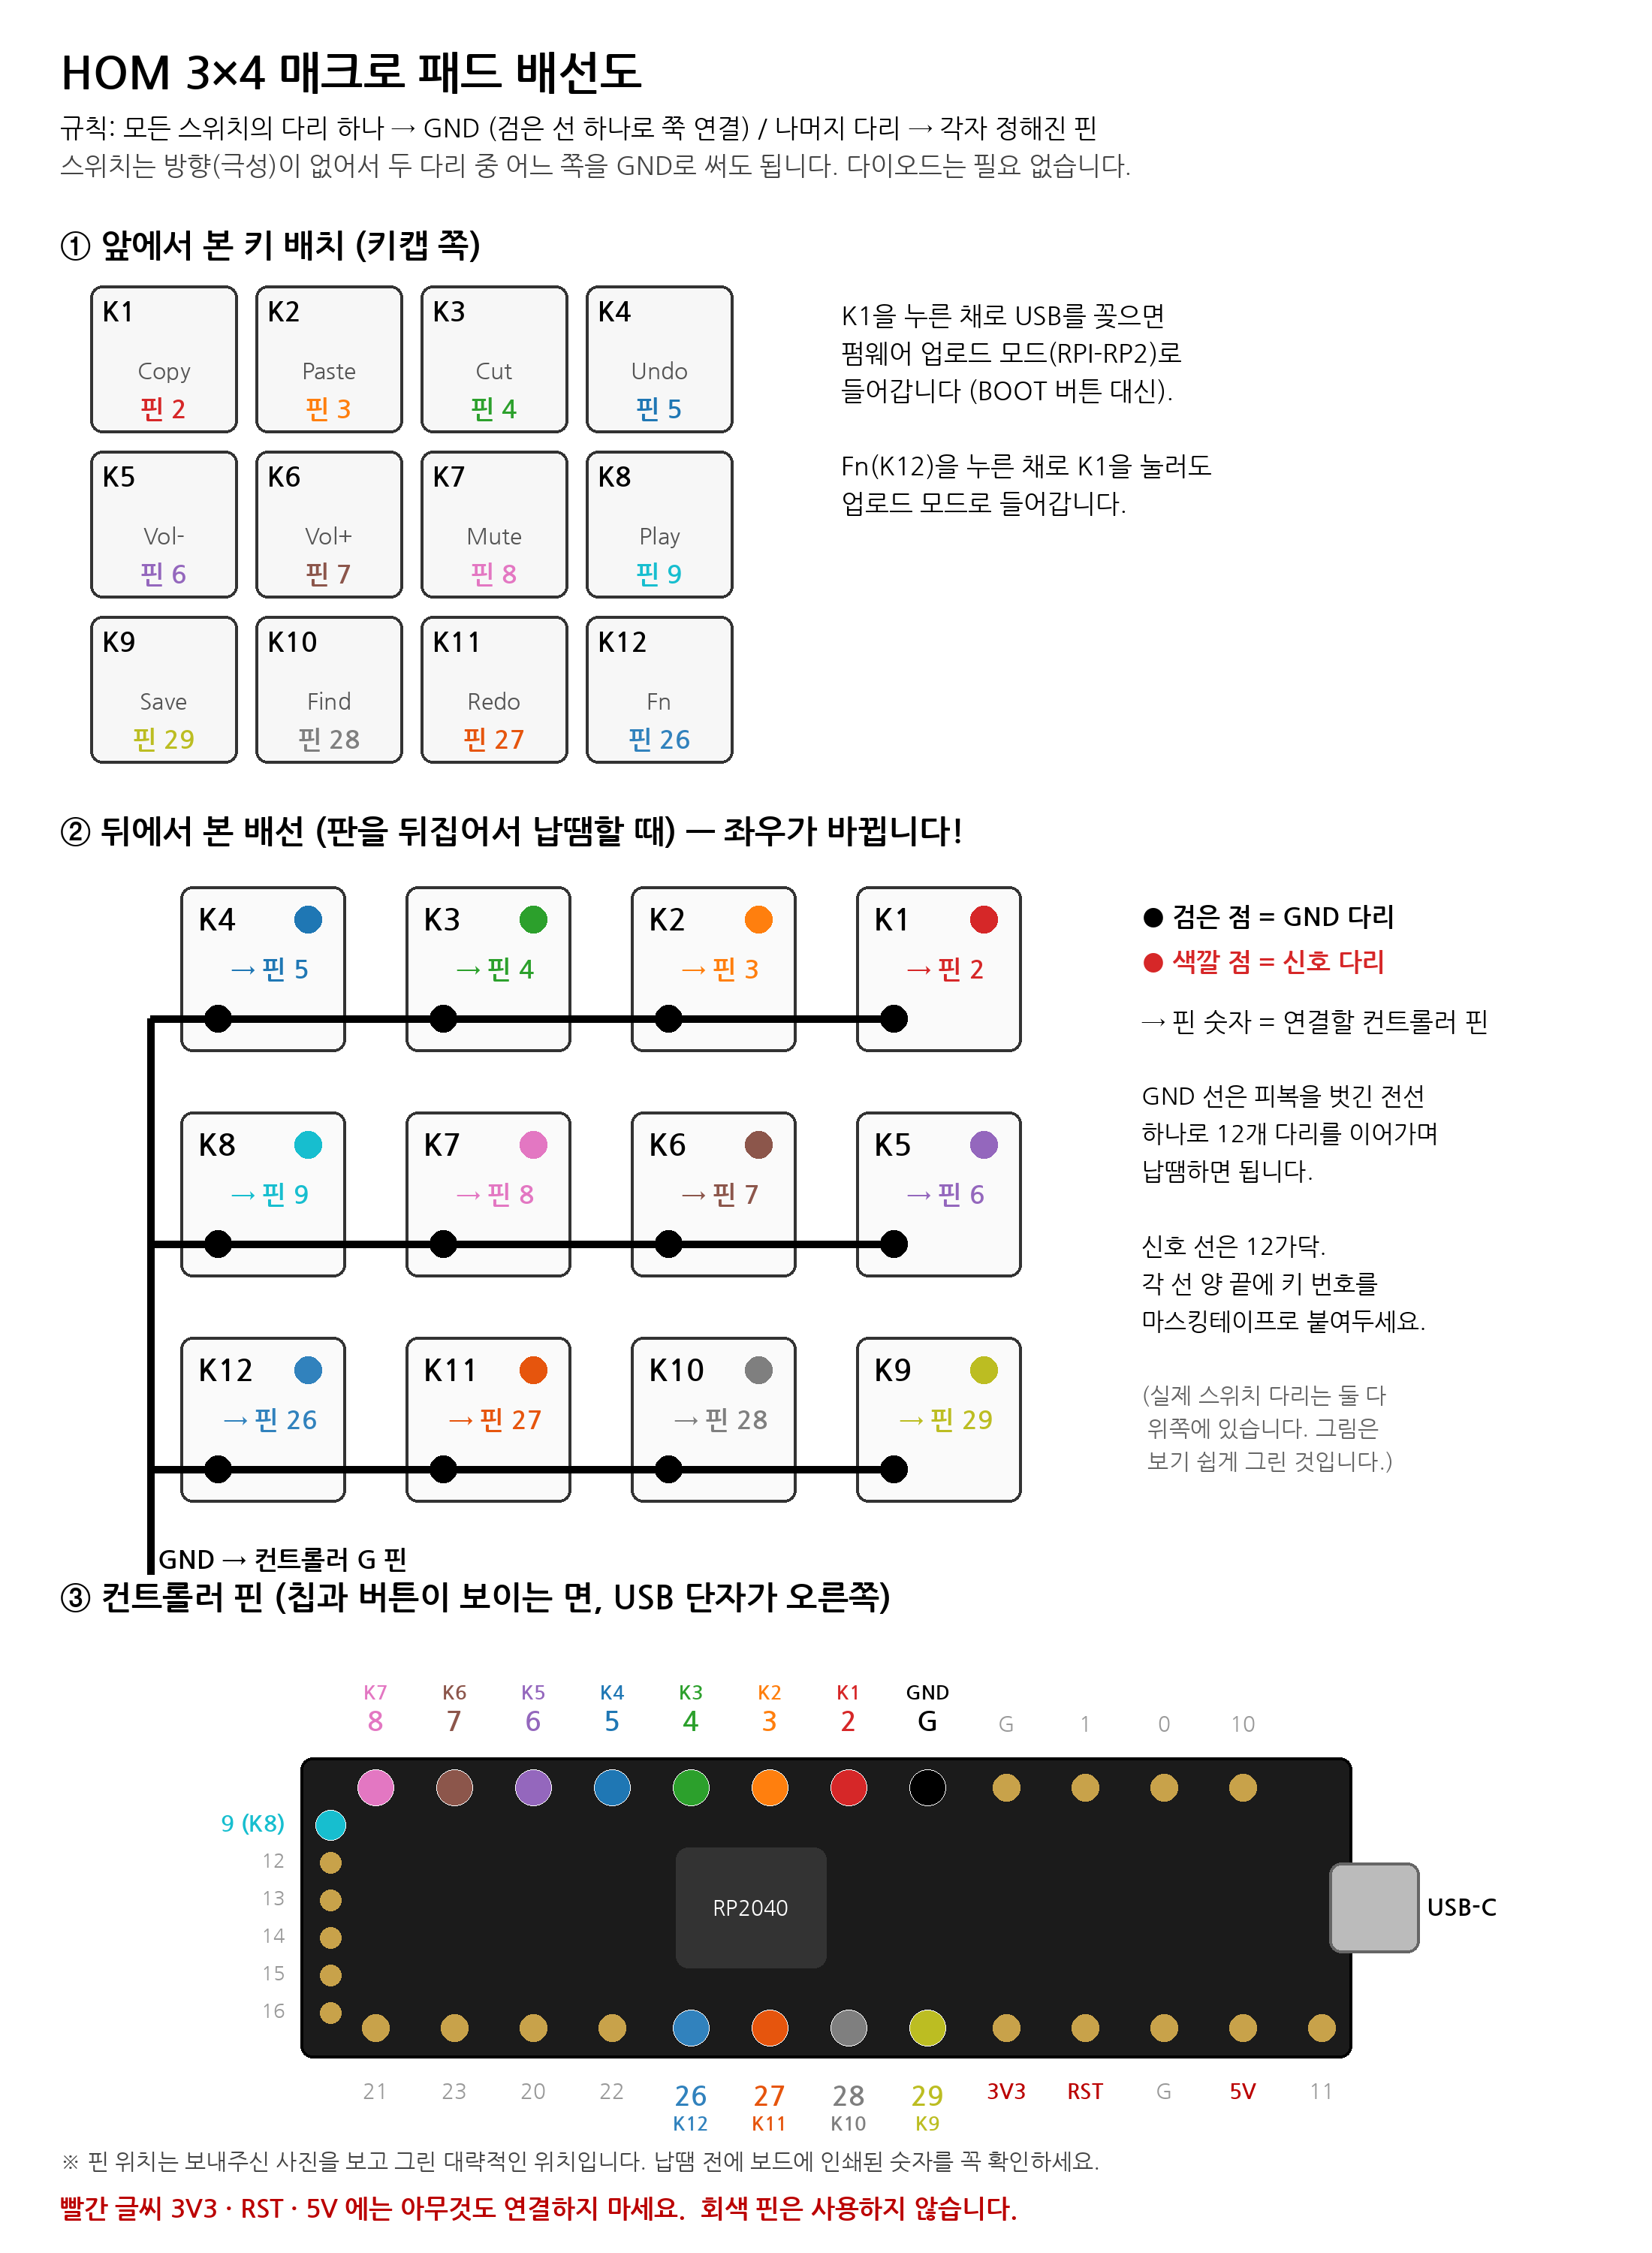 HOM 3×4 매크로 패드 배선도
규칙: 모든 스위치의 다리 하나 → GND (검은 선 하나로 쭉 연결) / 나머지 다리 → 각자 정해진 핀
스위치는 방향(극성)이 없어서 두 다리 중 어느 쪽을 GND로 써도 됩니다. 다이오드는 필요 없습니다.
① 앞에서 본 키 배치 (키캡 쪽)
K1 K2 K3 K4
Copy Paste Cut Undo
핀 2 핀 3 핀 4 핀 5
K5 K6 K7 K8
Vol- Vol+ Mute Play
핀 6 핀 7 핀 8 핀 9
K9 K10 K11 K12
Save Find Redo Fn
핀 29 핀 28 핀 27 핀 26
K1을 누른 채로 USB를 꽂으면
펌웨어 업로드 모드(RPI-RP2)로
들어갑니다 (BOOT 버튼 대신).
Fn(K12)을 누른 채로 K1을 눌러도
업로드 모드로 들어갑니다.
② 뒤에서 본 배선 (판을 뒤집어서 납땜할 때) — 좌우가 바뀝니다!
K4 K3 K2 K1
→ 핀 5 → 핀 4 → 핀 3 → 핀 2
K8 K7 K6 K5
→ 핀 9 → 핀 8 → 핀 7 → 핀 6
K12 K11 K10 K9
→ 핀 26 → 핀 27 → 핀 28 → 핀 29
GND → 컨트롤러 G 핀
● 검은 점 = GND 다리
● 색깔 점 = 신호 다리
→ 핀 숫자 = 연결할 컨트롤러 핀
GND 선은 피복을 벗긴 전선
하나로 12개 다리를 이어가며
납땜하면 됩니다.
신호 선은 12가닥.
각 선 양 끝에 키 번호를
마스킹테이프로 붙여두세요.
(실제 스위치 다리는 둘 다
위쪽에 있습니다. 그림은
보기 쉽게 그린 것입니다.)
③ 컨트롤러 핀 (칩과 버튼이 보이는 면, USB 단자가 오른쪽)
K7 K6 K5 K4 K3 K2 K1 GND
8 7 6 5 4 3 2 G G 1 0 10
9 (K8)
12
13
14
15
16
RP2040
USB-C
21 23 20 22 26 27 28 29 3V3 RST G 5V 11
K12 K11 K10 K9
※ 핀 위치는 보내주신 사진을 보고 그린 대략적인 위치입니다. 납땜 전에 보드에 인쇄된 숫자를 꼭 확인하세요.
빨간 글씨 3V3 · RST · 5V 에는 아무것도 연결하지 마세요. 회색 핀은 사용하지 않습니다.